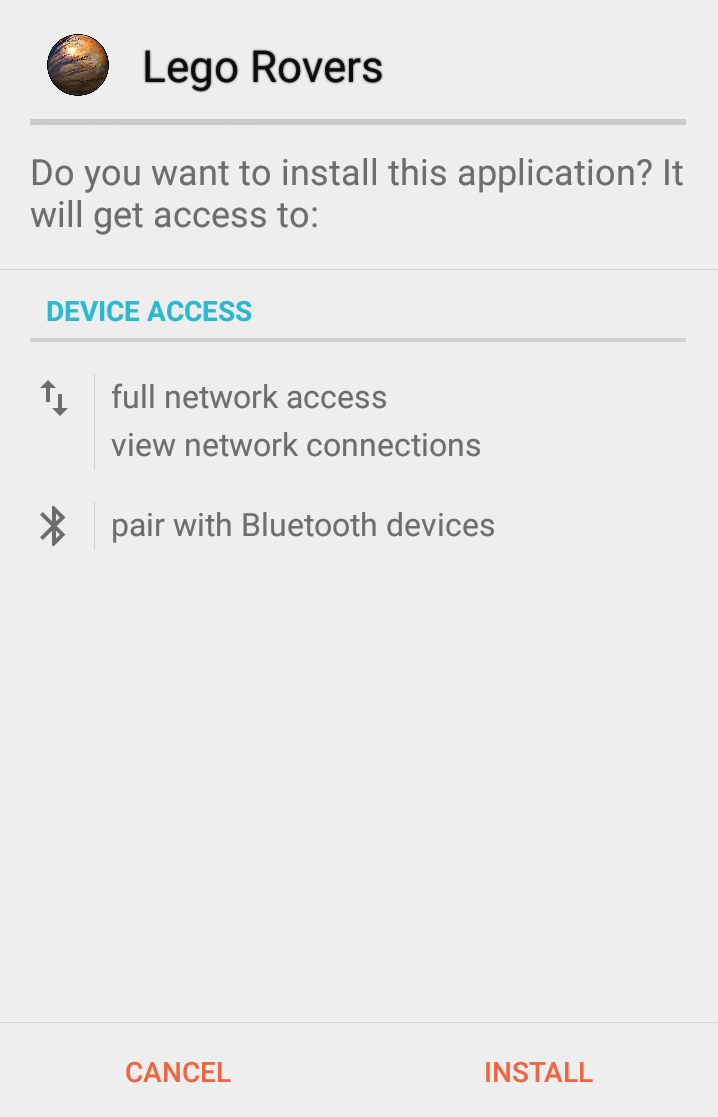 Lego Rovers
Do you want to install this application? It
will get access to:
DEVICE ACCESS
full network access
view network connections
pair with Bluetooth devices
CANCEL
INSTALL